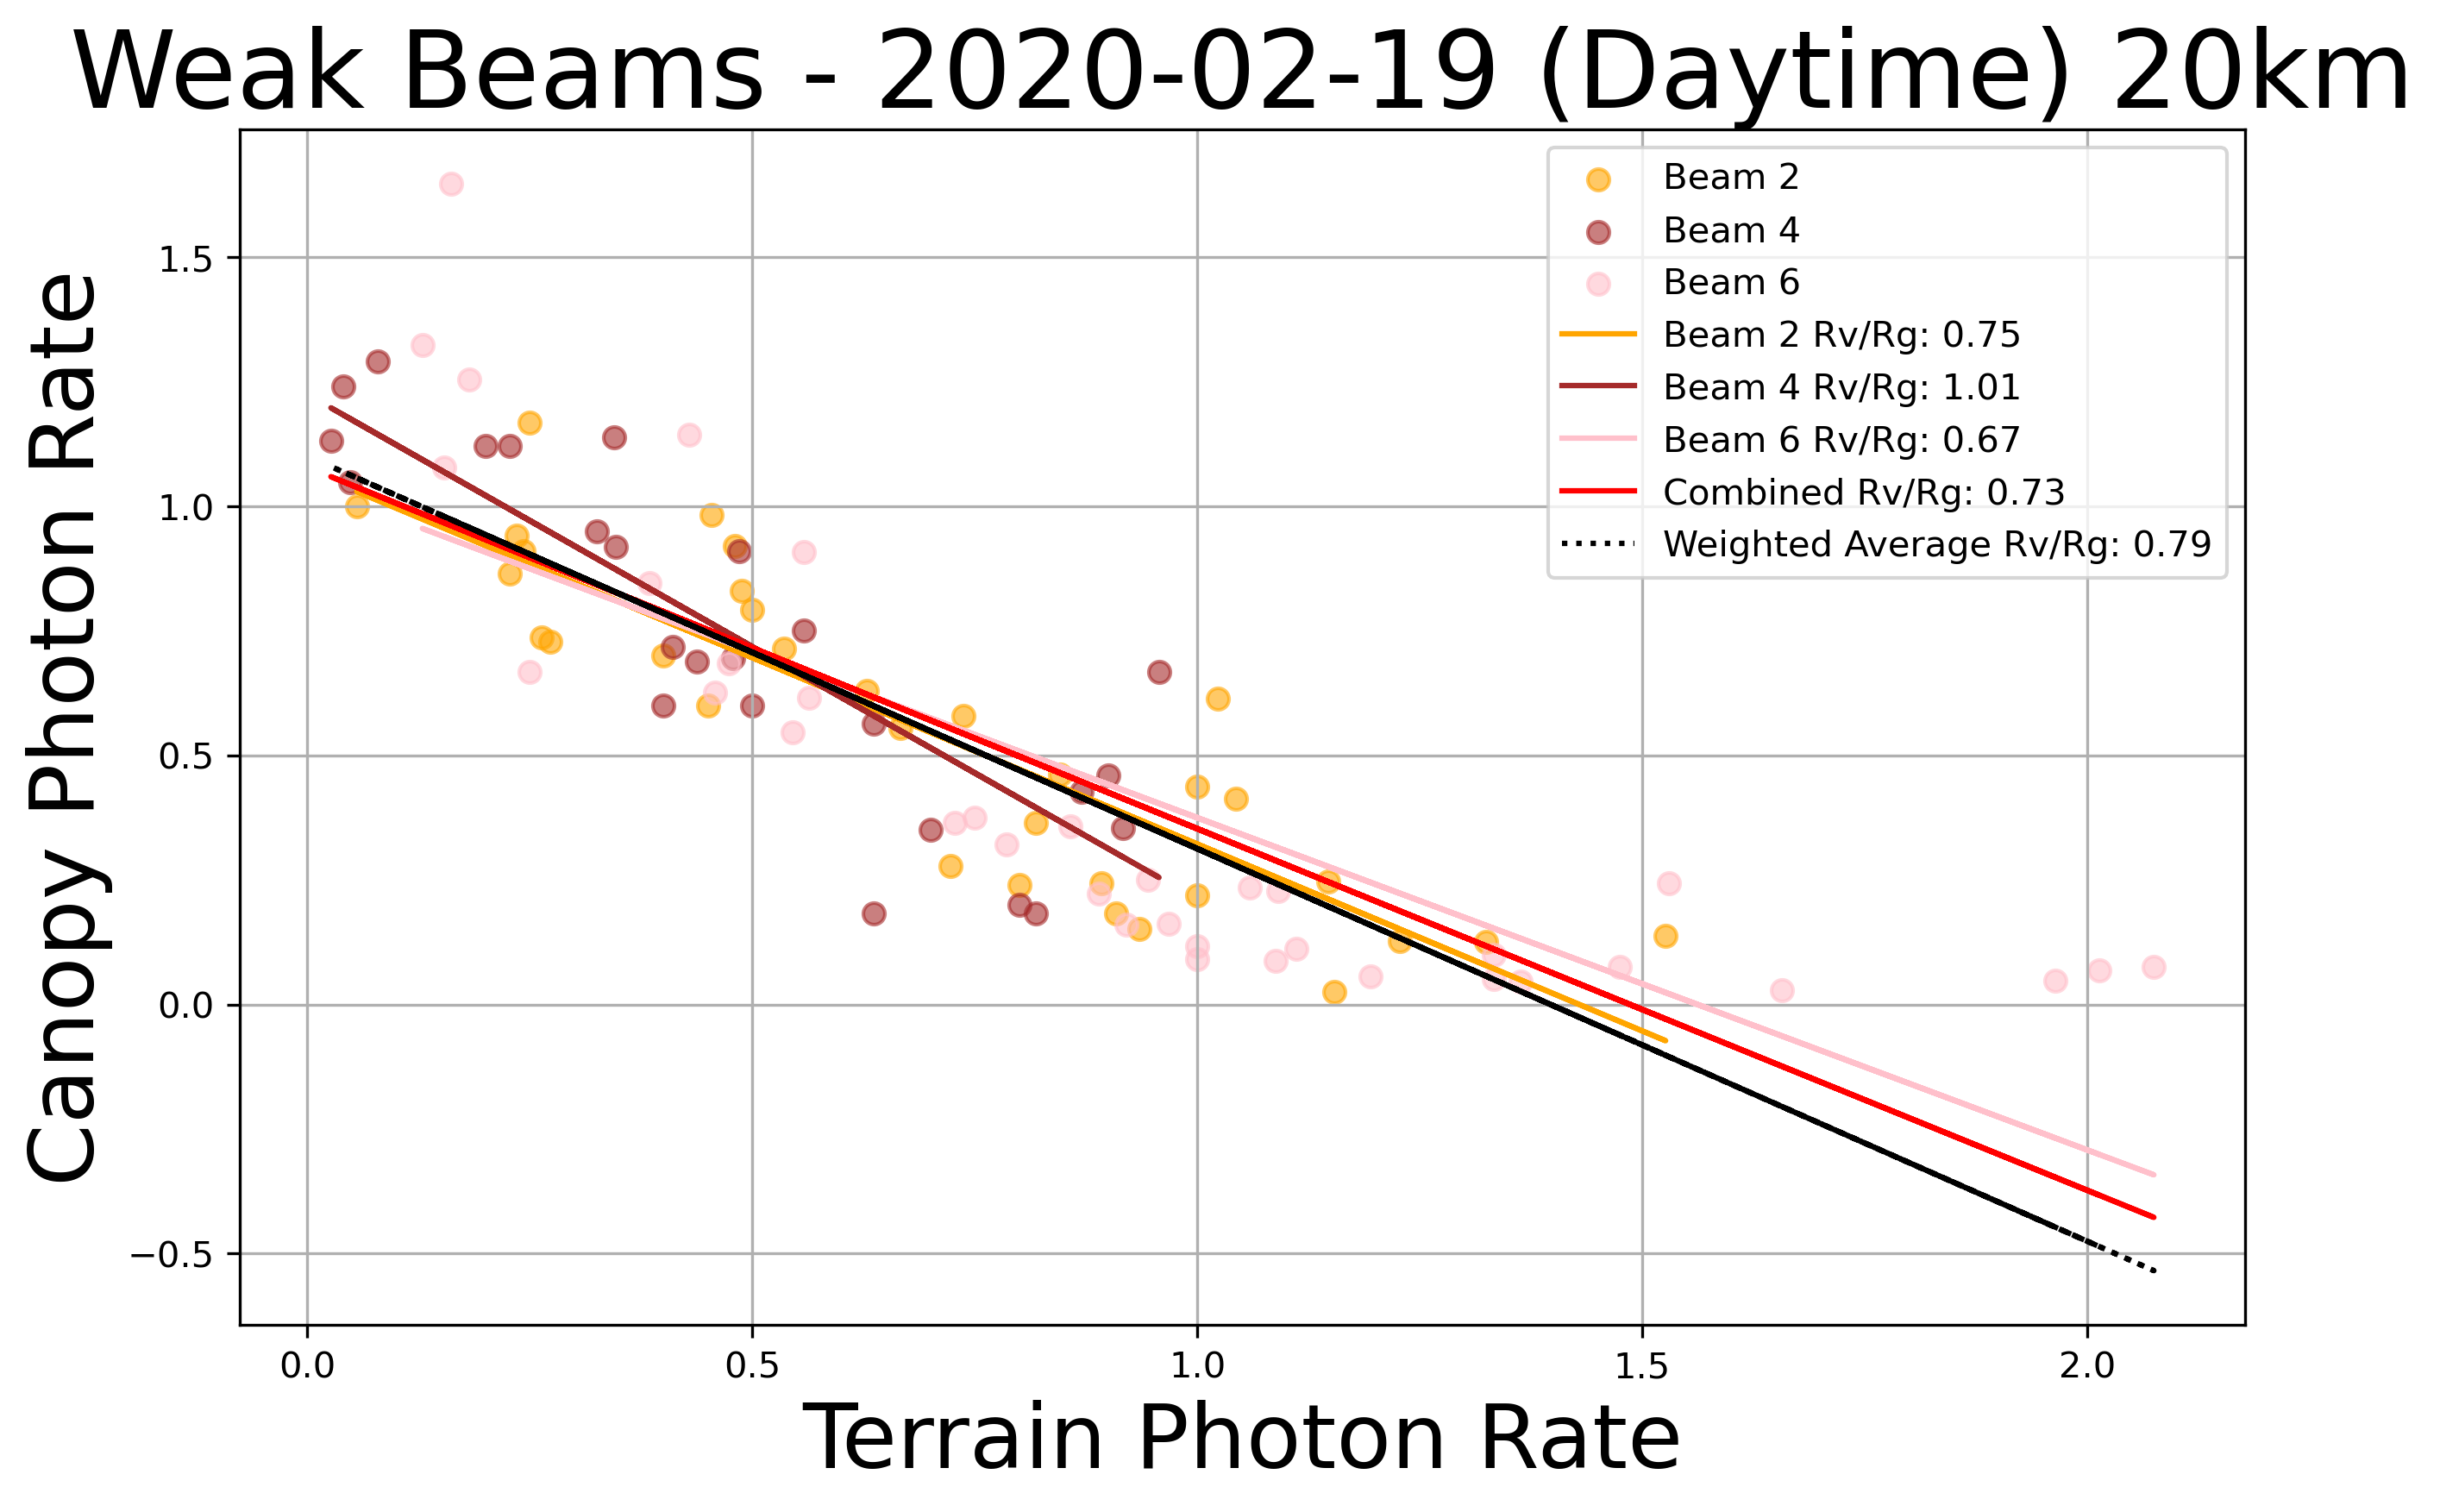 Weak Beams - 2020-02-19 (Daytime) 20km
Canopy Photon Rate
1.5
1.0
0.5
0.0
−0.5
Beam 2
Beam 4
Beam 6
Beam 2 Rv/Rg: 0.75
Beam 4 Rv/Rg: 1.01
Beam 6 Rv/Rg: 0.67
Combined Rv/Rg: 0.73
Weighted Average Rv/Rg: 0.79
0.0 0.5 1.0 1.5 2.0
Terrain Photon Rate